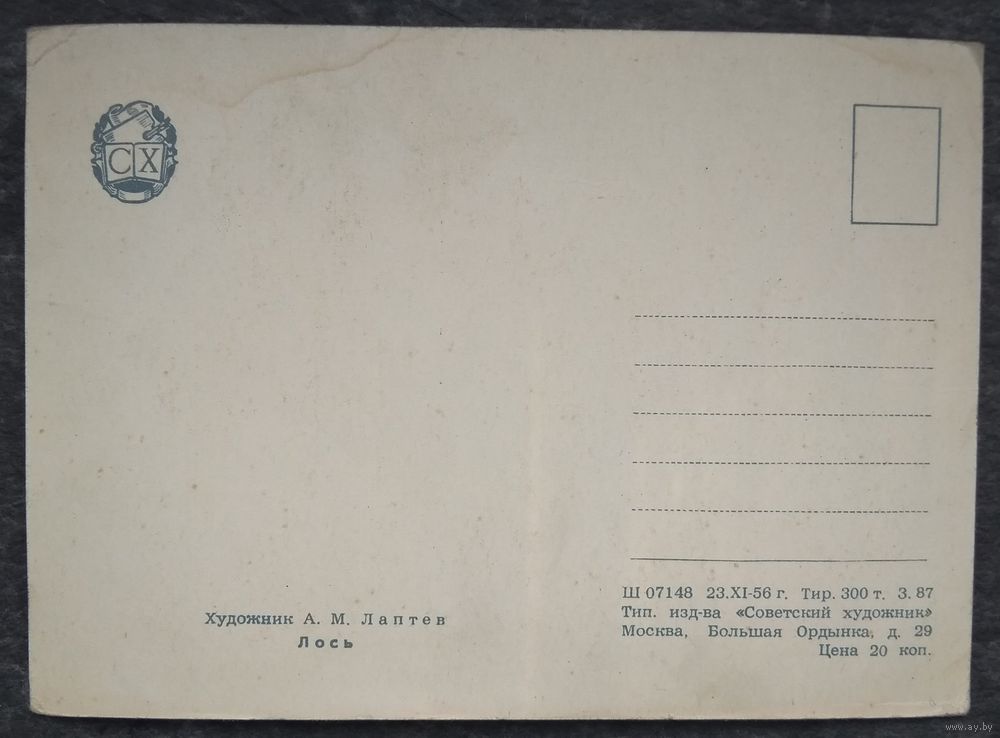 СХ
Художник А. М. Лаптев
Лось
Ш 07148 23.XI-56 г. Тир. 300 т. З. 87
Тип. изд-ва «Советский художник»
Москва, Большая Ордынка, д. 29
Цена 20 коп.
www.ay.by